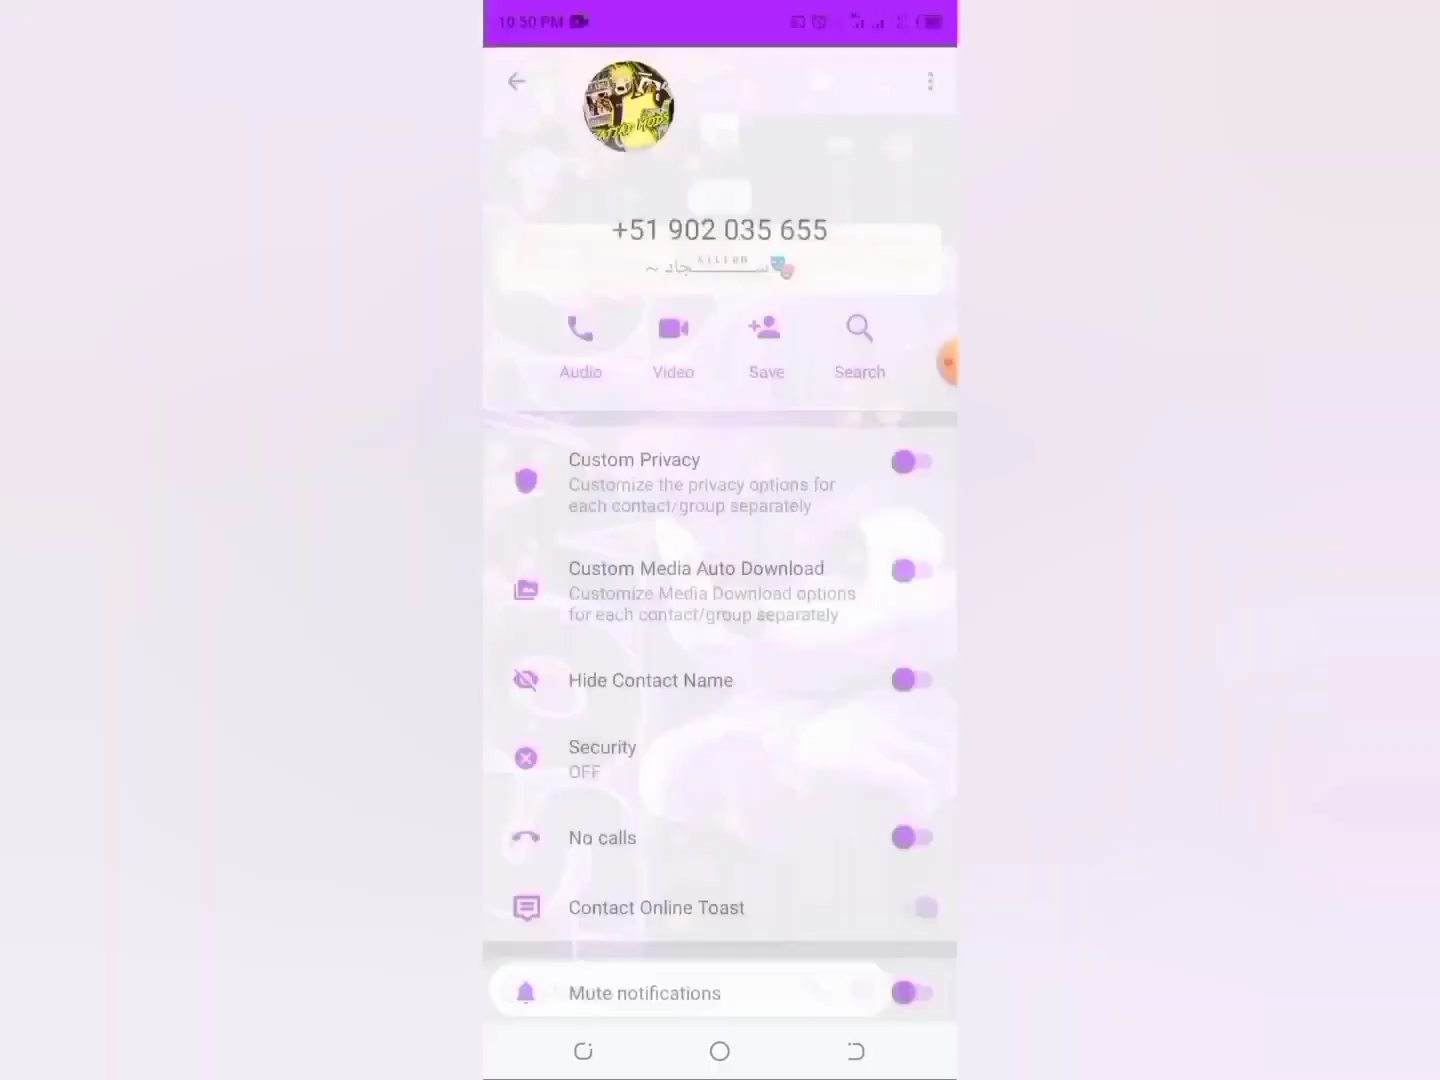 10:50 PM
+51 902 035 655
~ ســـــجاد
ᴷᴵᴸᴸᴱᴿ
Audio
Video
Save
Search
Custom Privacy
Customize the privacy options for
each contact/group separately
Custom Media Auto Download
Customize Media Download options
for each contact/group separately
Hide Contact Name
Security
OFF
No calls
Contact Online Toast
Mute notifications